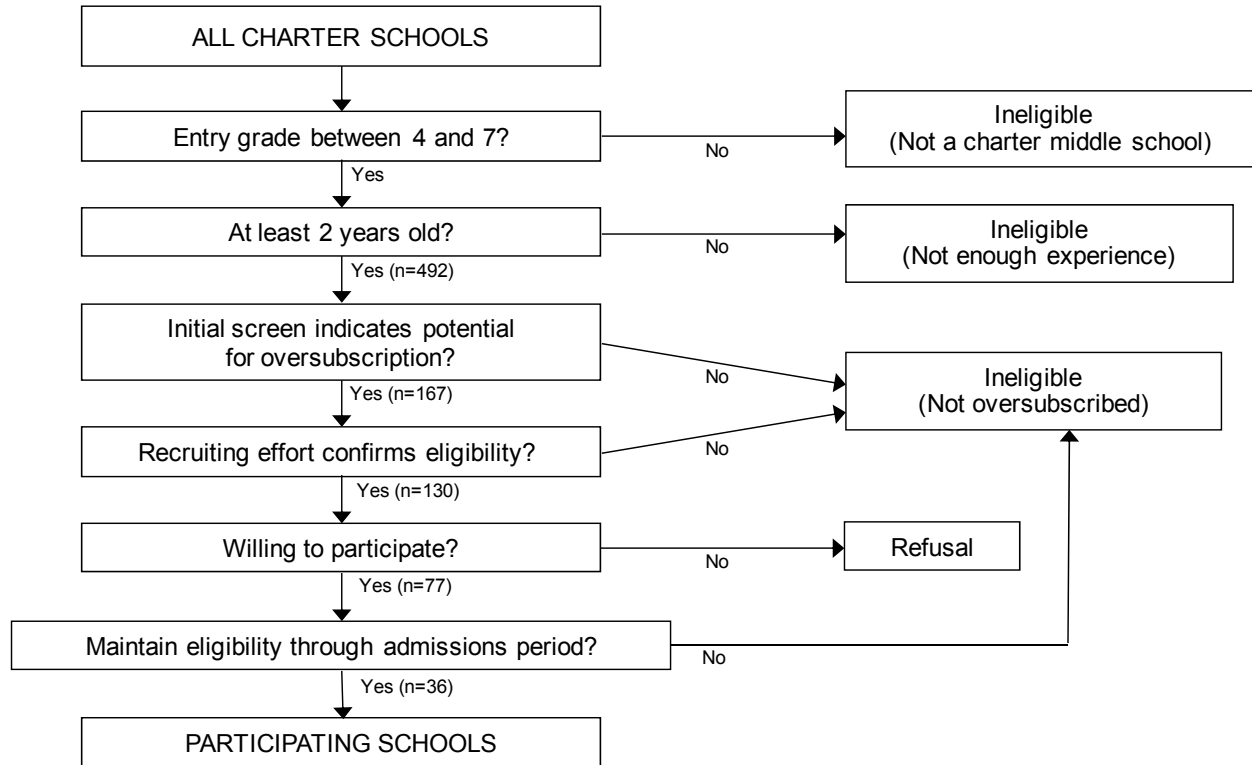 ALL CHARTER SCHOOLS
Entry grade between 4 and 7?
No
Ineligible
(Not a charter middle school)
Yes
At least 2 years old?
No
Ineligible
(Not enough experience)
Yes (n=492)
Initial screen indicates potential
for oversubscription?
No
Ineligible
(Not oversubscribed)
Yes (n=167)
Recruiting effort confirms eligibility?
No
Yes (n=130)
Willing to participate?
No
Refusal
Yes (n=77)
Maintain eligibility through admissions period?
No
Yes (n=36)
PARTICIPATING SCHOOLS